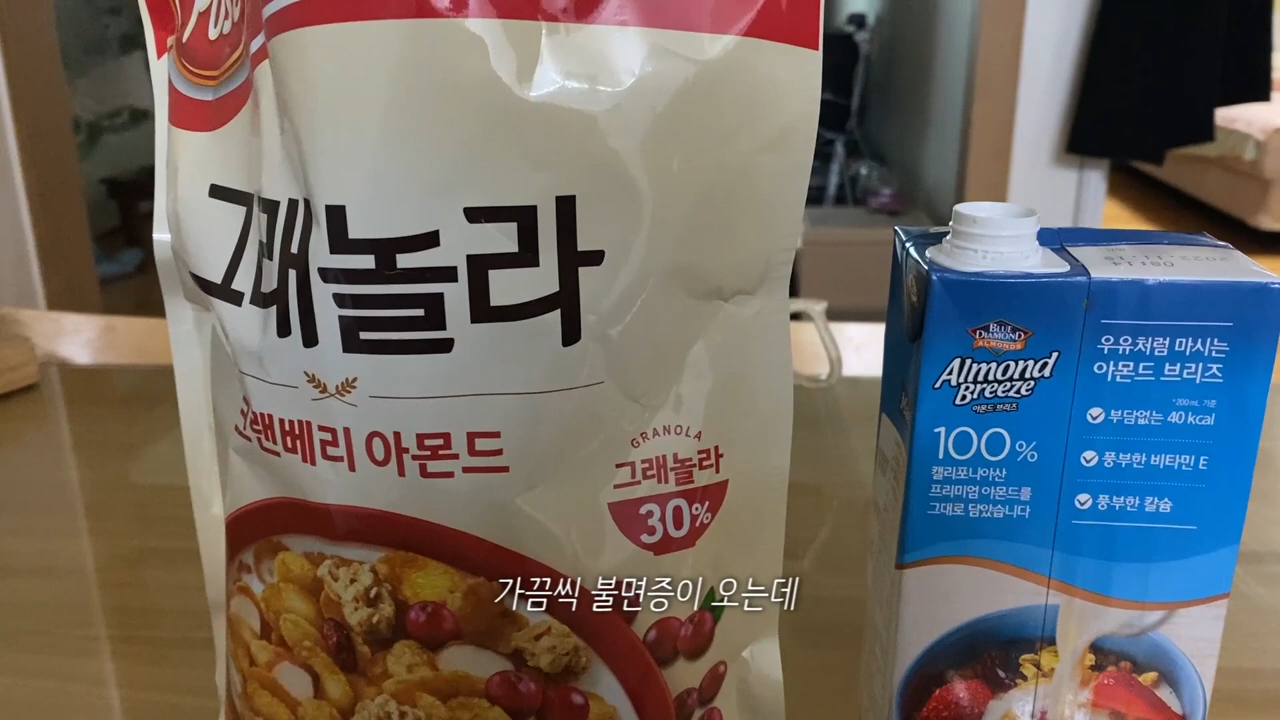 Post
그래놀라
크랜베리 아몬드
GRANOLA
그래놀라
30%
BLUE
DIAMOND
ALMONDS
Almond
Breeze
아몬드 브리즈
100%
캘리포니아산
프리미엄 아몬드를
그대로 담았습니다
우유처럼 마시는
아몬드 브리즈
*200mL 기준
부담없는 40 kcal
풍부한 비타민 E
풍부한 칼슘
가끔씩 불면증이 오는데